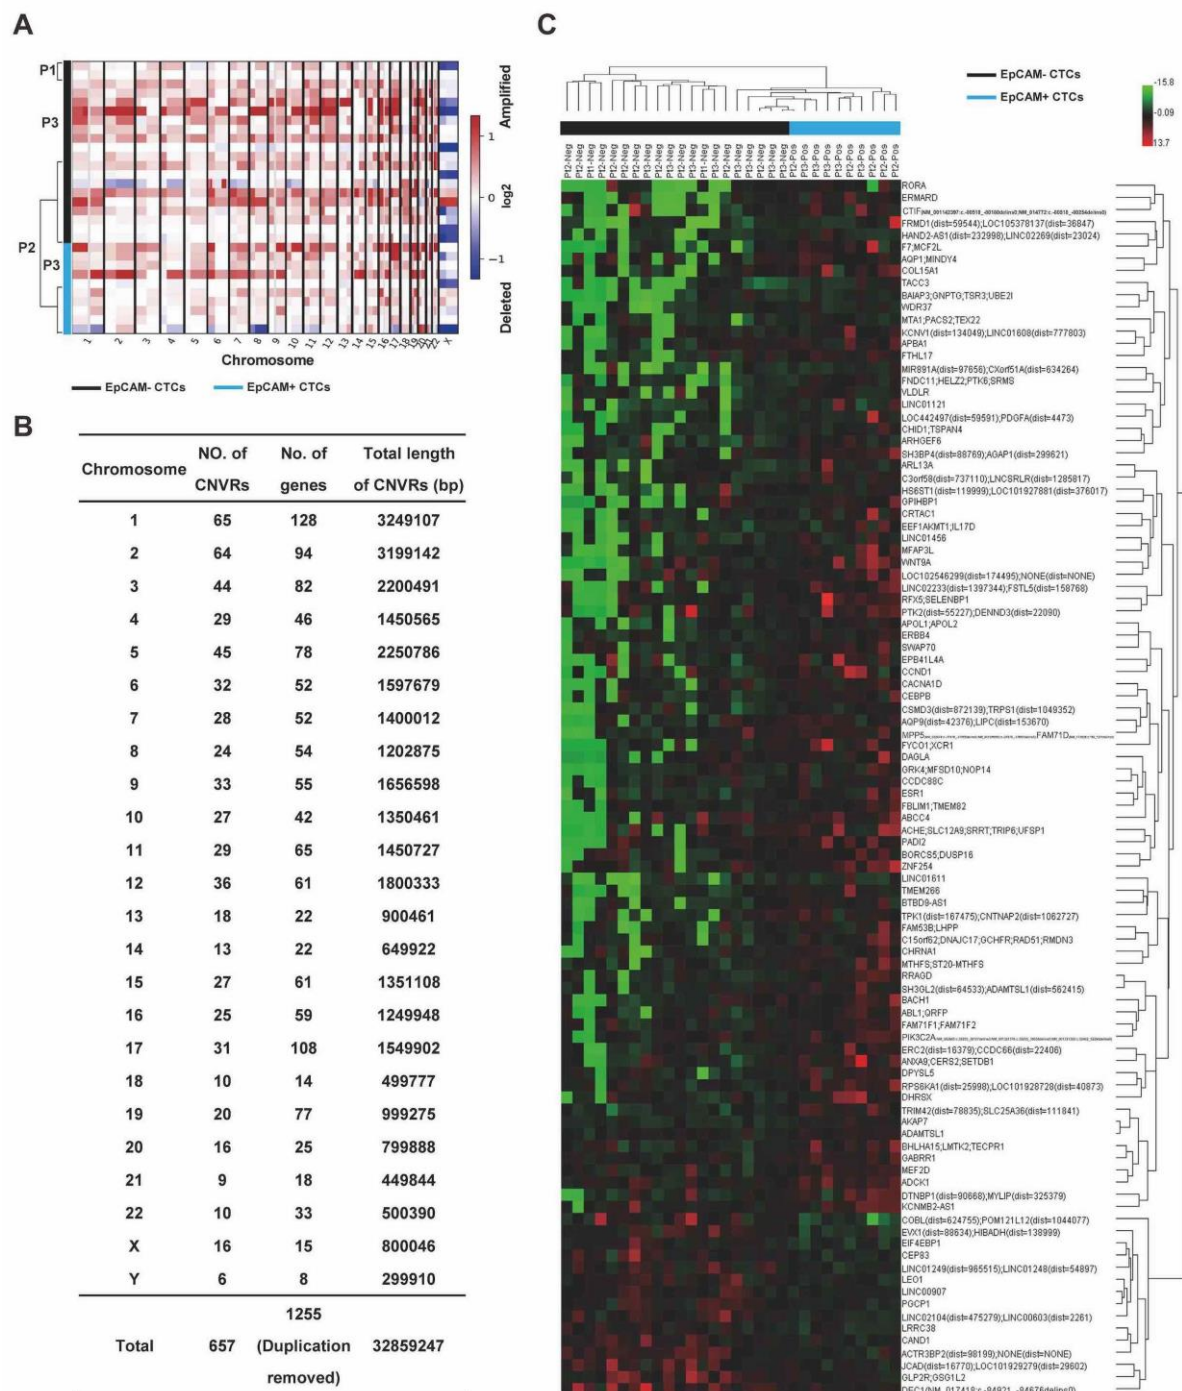 A
P1
P3
P2
P3
1
2
3
4
5
6
7
8
9
10
11
12
13
14
15
16
17
18
19
20
21
22
X
Chromosome
Amplified
1
0
log2
−1
Deleted
EpCAM- CTCs
EpCAM+ CTCs
B
Chromosome NO. of CNVRs No. of genes Total length of CNVRs (bp)
1 65 128 3249107
2 64 94 3199142
3 44 82 2200491
4 29 46 1450565
5 45 78 2250786
6 32 52 1597679
7 28 52 1400012
8 24 54 1202875
9 33 55 1656598
10 27 42 1350461
11 29 65 1450727
12 36 61 1800333
13 18 22 900461
14 13 22 649922
15 27 61 1351108
16 25 59 1249948
17 31 108 1549902
18 10 14 499777
19 20 77 999275
20 16 25 799888
21 9 18 449844
22 10 33 500390
X 16 15 800046
Y 6 8 299910
Total 657 1255 (Duplication removed) 32859247
C
EpCAM- CTCs
EpCAM+ CTCs
-15.8
-0.09
13.7
Pt2-Neg
Pt2-Neg
Pt1-Neg
Pt2-Neg
RORA
ERMARD
CTIF
FRMD1(dist=59544);LOC105378137(dist=36847)
HAND2-AS1(dist=232998);LINC02269(dist=23024)
F7;MCF2L
AQP1;MINDY4
COL15A1
TACC3
BAIAP3;GNPTG;TSR3;UBE2I
WDR37
MTA1;PACS2;TEX22
KCNV1(dist=134049);LINC01608(dist=777803)
APBA1
FTHL17
MIR891A(dist=97656);CXorf51A(dist=634264)
FNDC11;HELZ2;PTK6;SRMS
VLDLR
LINC01121
LOC442497(dist=59591);PDGFA(dist=4473)
CHID1;TSPAN4
ARHGEF6
SH3BP4(dist=88769);AGAP1(dist=299621)
ARL13A
C3orf58(dist=737110);LNCSRLR(dist=1285817)
HS6ST1(dist=119999);LOC101927881(dist=376017)
GPIHBP1
CRTAC1
EEF1AKMT1;IL17D
LINC01456
MFAP3L
WNT9A
LOC102546299(dist=174495);NONE(dist=NONE)
LINC02233(dist=1397344);FSTL5(dist=158768)
RFX5;SELENBP1
PTK2(dist=55227);DENND3(dist=22090)
APOL1;APOL2
ERBB4
SWAP70
EPB41L4A
CCND1
CACNA1D
CEBPB
CSMD3(dist=872139);TRPS1(dist=1049352)
AQP9(dist=42376);LIPC(dist=153670)
MPP5 FAM71D
FYCO1;XCR1
DAGLA
GRK4;MFSD10;NOP14
CCDC88C
ESR1
FBLIM1;TMEM82
ABCC4
ACHE;SLC12A9;SRRT;TRIP6;UFSP1
PADI2
BORCS5;DUSP16
ZNF254
LINC01611
TMEM266
BTBD9-AS1
TPK1(dist=167475);CNTNAP2(dist=1062727)
FAM53B;LHPP
C15orf62;DNAJC17;GCHFR;RAD51;RMDN3
CHRNA1
MTHFS;ST20-MTHFS
RRAGD
SH3GL2(dist=64533);ADAMTSL1(dist=562415)
BACH1
ABL1;QRFP
FAM71F1;FAM71F2
PIK3C2A
ERC2(dist=16379);CCDC66(dist=22406)
ANXA9;CERS2;SETDB1
DPYSL5
RPS6KA1(dist=25998);LOC101928728(dist=40873)
DHRSX
TRIM42(dist=78835);SLC25A36(dist=111841)
AKAP7
ADAMTSL1
BHLHA15;LMTK2;TECPR1
GABRR1
MEF2D
ADCK1
DTNBP1(dist=90668);MYLIP(dist=325379)
KCNMB2-AS1
COBL(dist=624755);POM121L12(dist=1044077)
EVX1(dist=88634);HIBADH(dist=138999)
EIF4EBP1
CEP83
LINC01249(dist=965515);LINC01248(dist=54897)
LEO1
LINC00907
PGCP1
LINC02104(dist=475279);LINC00603(dist=2261)
LRRC38
CAND1
ACTR3BP2(dist=98199);NONE(dist=NONE)
JCAD(dist=16770);LOC101929279(dist=29602)
GLP2R;GSG1L2